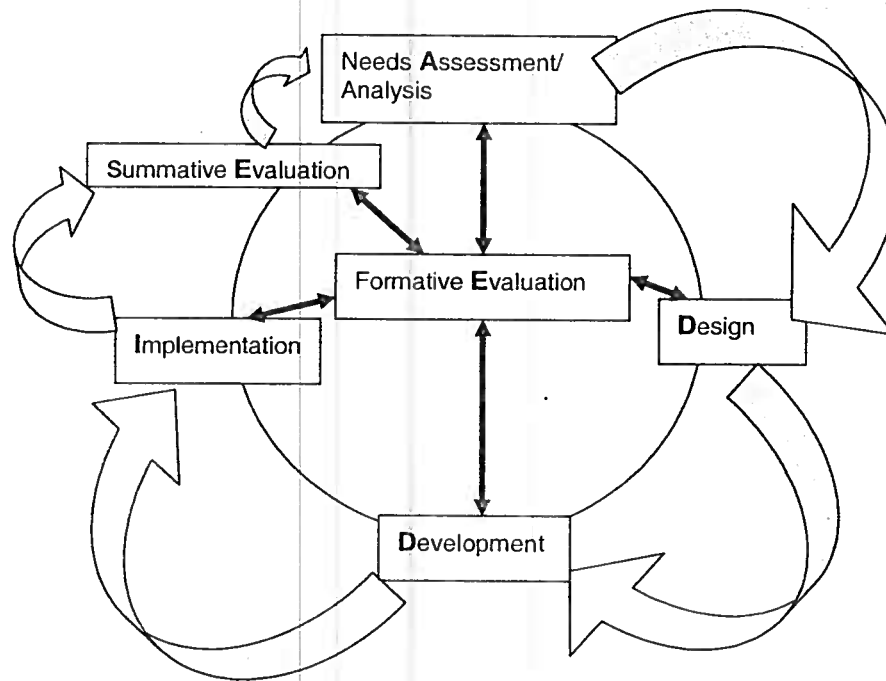 Needs Assessment/
Analysis
Summative Evaluation
Formative Evaluation
Design
Implementation
Development